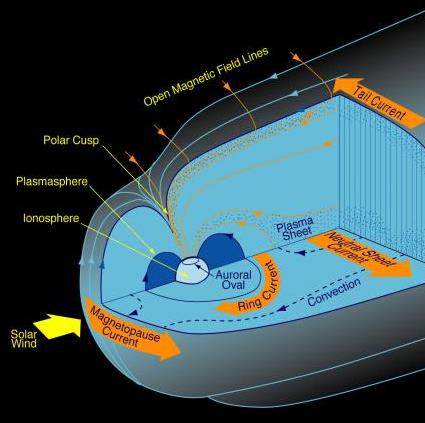 Open Magnetic Field Lines
Tail Current
Polar Cusp
Plasmasphere
Ionosphere
Plasma
Sheet
Neutral Sheet
Current
Auroral
Oval
Ring Current
Convection
Magnetopause
Current
Solar
Wind